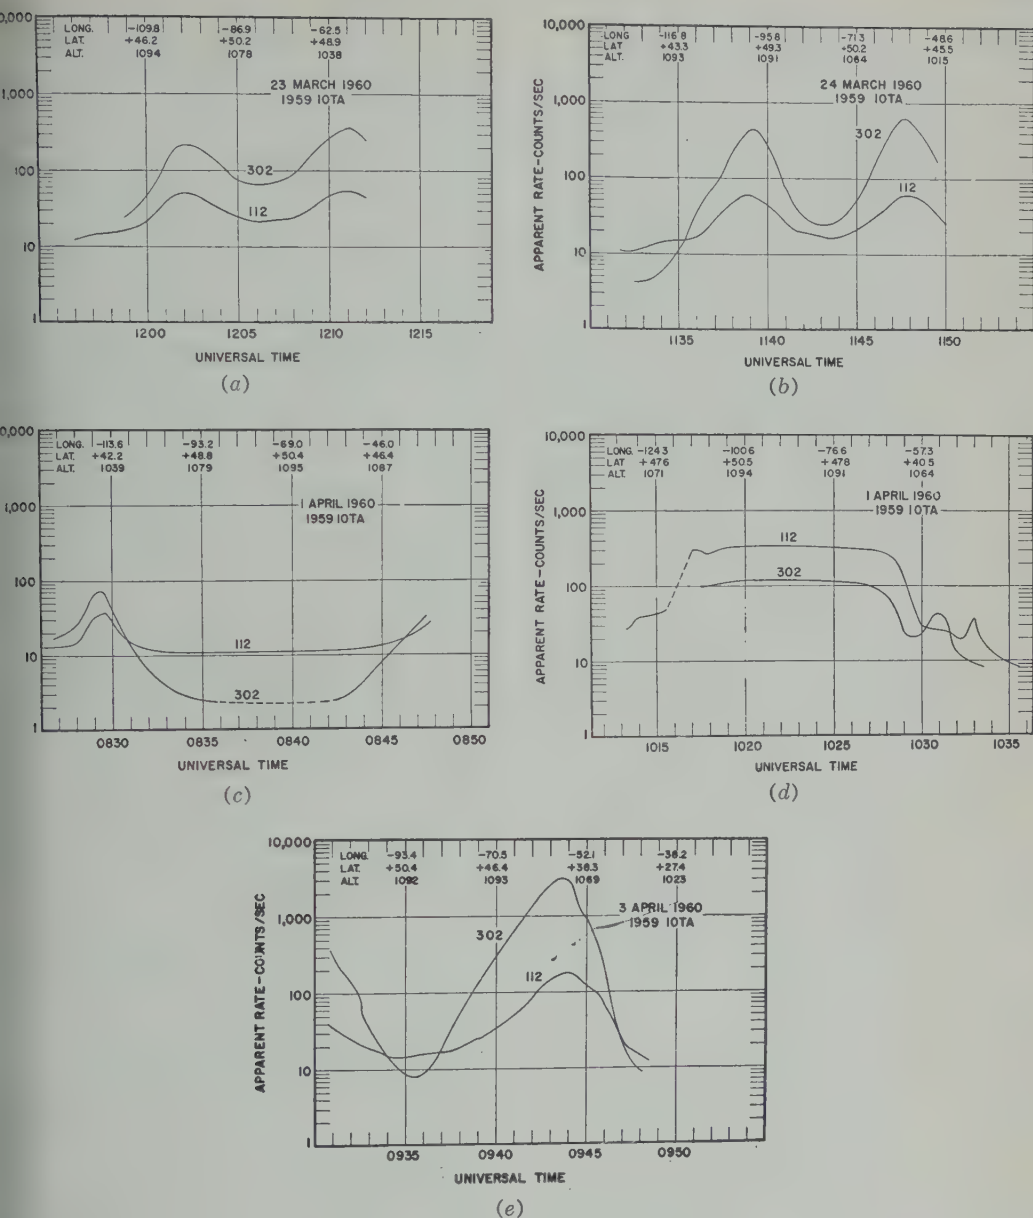 LONG. -109.8 -86.9 -62.5
LAT. +46.2 +50.2 +48.9
ALT. 1094 1078 1038
23 MARCH 1960
1959 IOTA
302
112
0,000
1,000
100
10
1
1200 1205 1210 1215
UNIVERSAL TIME
(a)
APPARENT RATE-COUNTS/SEC
10,000
1,000
100
10
1
LONG -116.8 -95.8 -71.3 -48.6
LAT +43.3 +49.3 +50.2 +45.5
ALT. 1093 1091 1064 1015
24 MARCH 1960
1959 IOTA
302
112
1135 1140 1145 1150
UNIVERSAL TIME
(b)
0,000
1,000
100
10
1
LONG. -113.6 -93.2 -69.0 -46.0
LAT. +42.2 +48.8 +50.4 +46.4
ALT. 1039 1079 1095 1087
1 APRIL 1960
1959 IOTA
112
302
0830 0835 0840 0845 0850
UNIVERSAL TIME
(c)
APPARENT RATE-COUNTS/SEC
10,000
1,000
100
10
1
LONG. -124.3 -100.6 -76.6 -57.3
LAT +47.6 +50.5 +47.8 +40.5
ALT. 1071 1094 1091 1064
1 APRIL 1960
1959 IOTA
112
302
1015 1020 1025 1030 1035
UNIVERSAL TIME
(d)
APPARENT RATE-COUNTS/SEC
10,000
1,000
100
10
1
LONG. -93.4 -70.5 -52.1 -38.2
LAT. +50.4 +46.4 +38.3 +27.4
ALT. 1092 1093 1069 1023
3 APRIL 1960
1959 IOTA
302
112
0935 0940 0945 0950
UNIVERSAL TIME
(e)